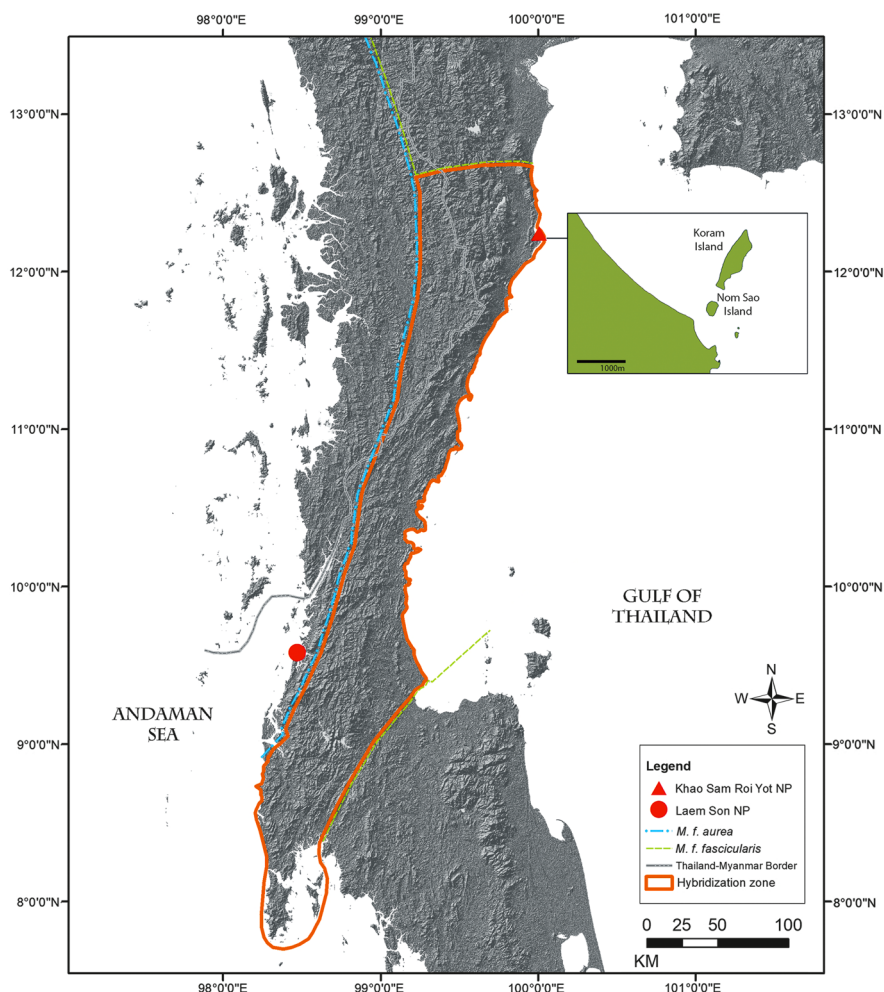 98°0'0"E 99°0'0"E 100°0'0"E 101°0'0"E
13°0'0"N 13°0'0"N
Koram
Island
Nom Sao
Island
1000m
12°0'0"N 12°0'0"N
11°0'0"N 11°0'0"N
10°0'0"N 10°0'0"N
GULF OF
THAILAND
ANDAMAN
SEA
N
W E
S
9°0'0"N 9°0'0"N
Legend
Khao Sam Roi Yot NP
Laem Son NP
M. f. aurea
M. f. fascicularis
Thailand-Myanmar Border
Hybridization zone
8°0'0"N 8°0'0"N
0 25 50 100
KM
98°0'0"E 99°0'0"E 100°0'0"E 101°0'0"E